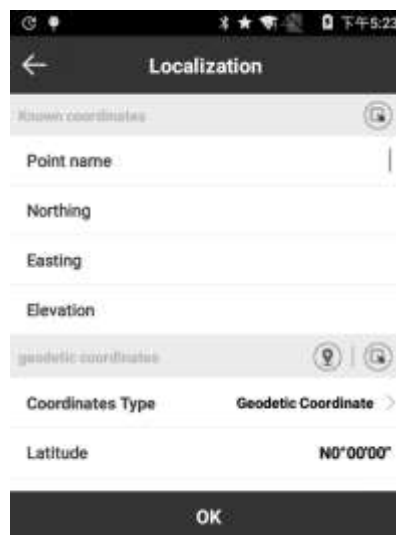 下午5:23
Localization
Known coordinates
Point name
Northing
Easting
Elevation
geodetic coordinates
Coordinates Type Geodetic Coordinate
Latitude N0°00'00"
OK